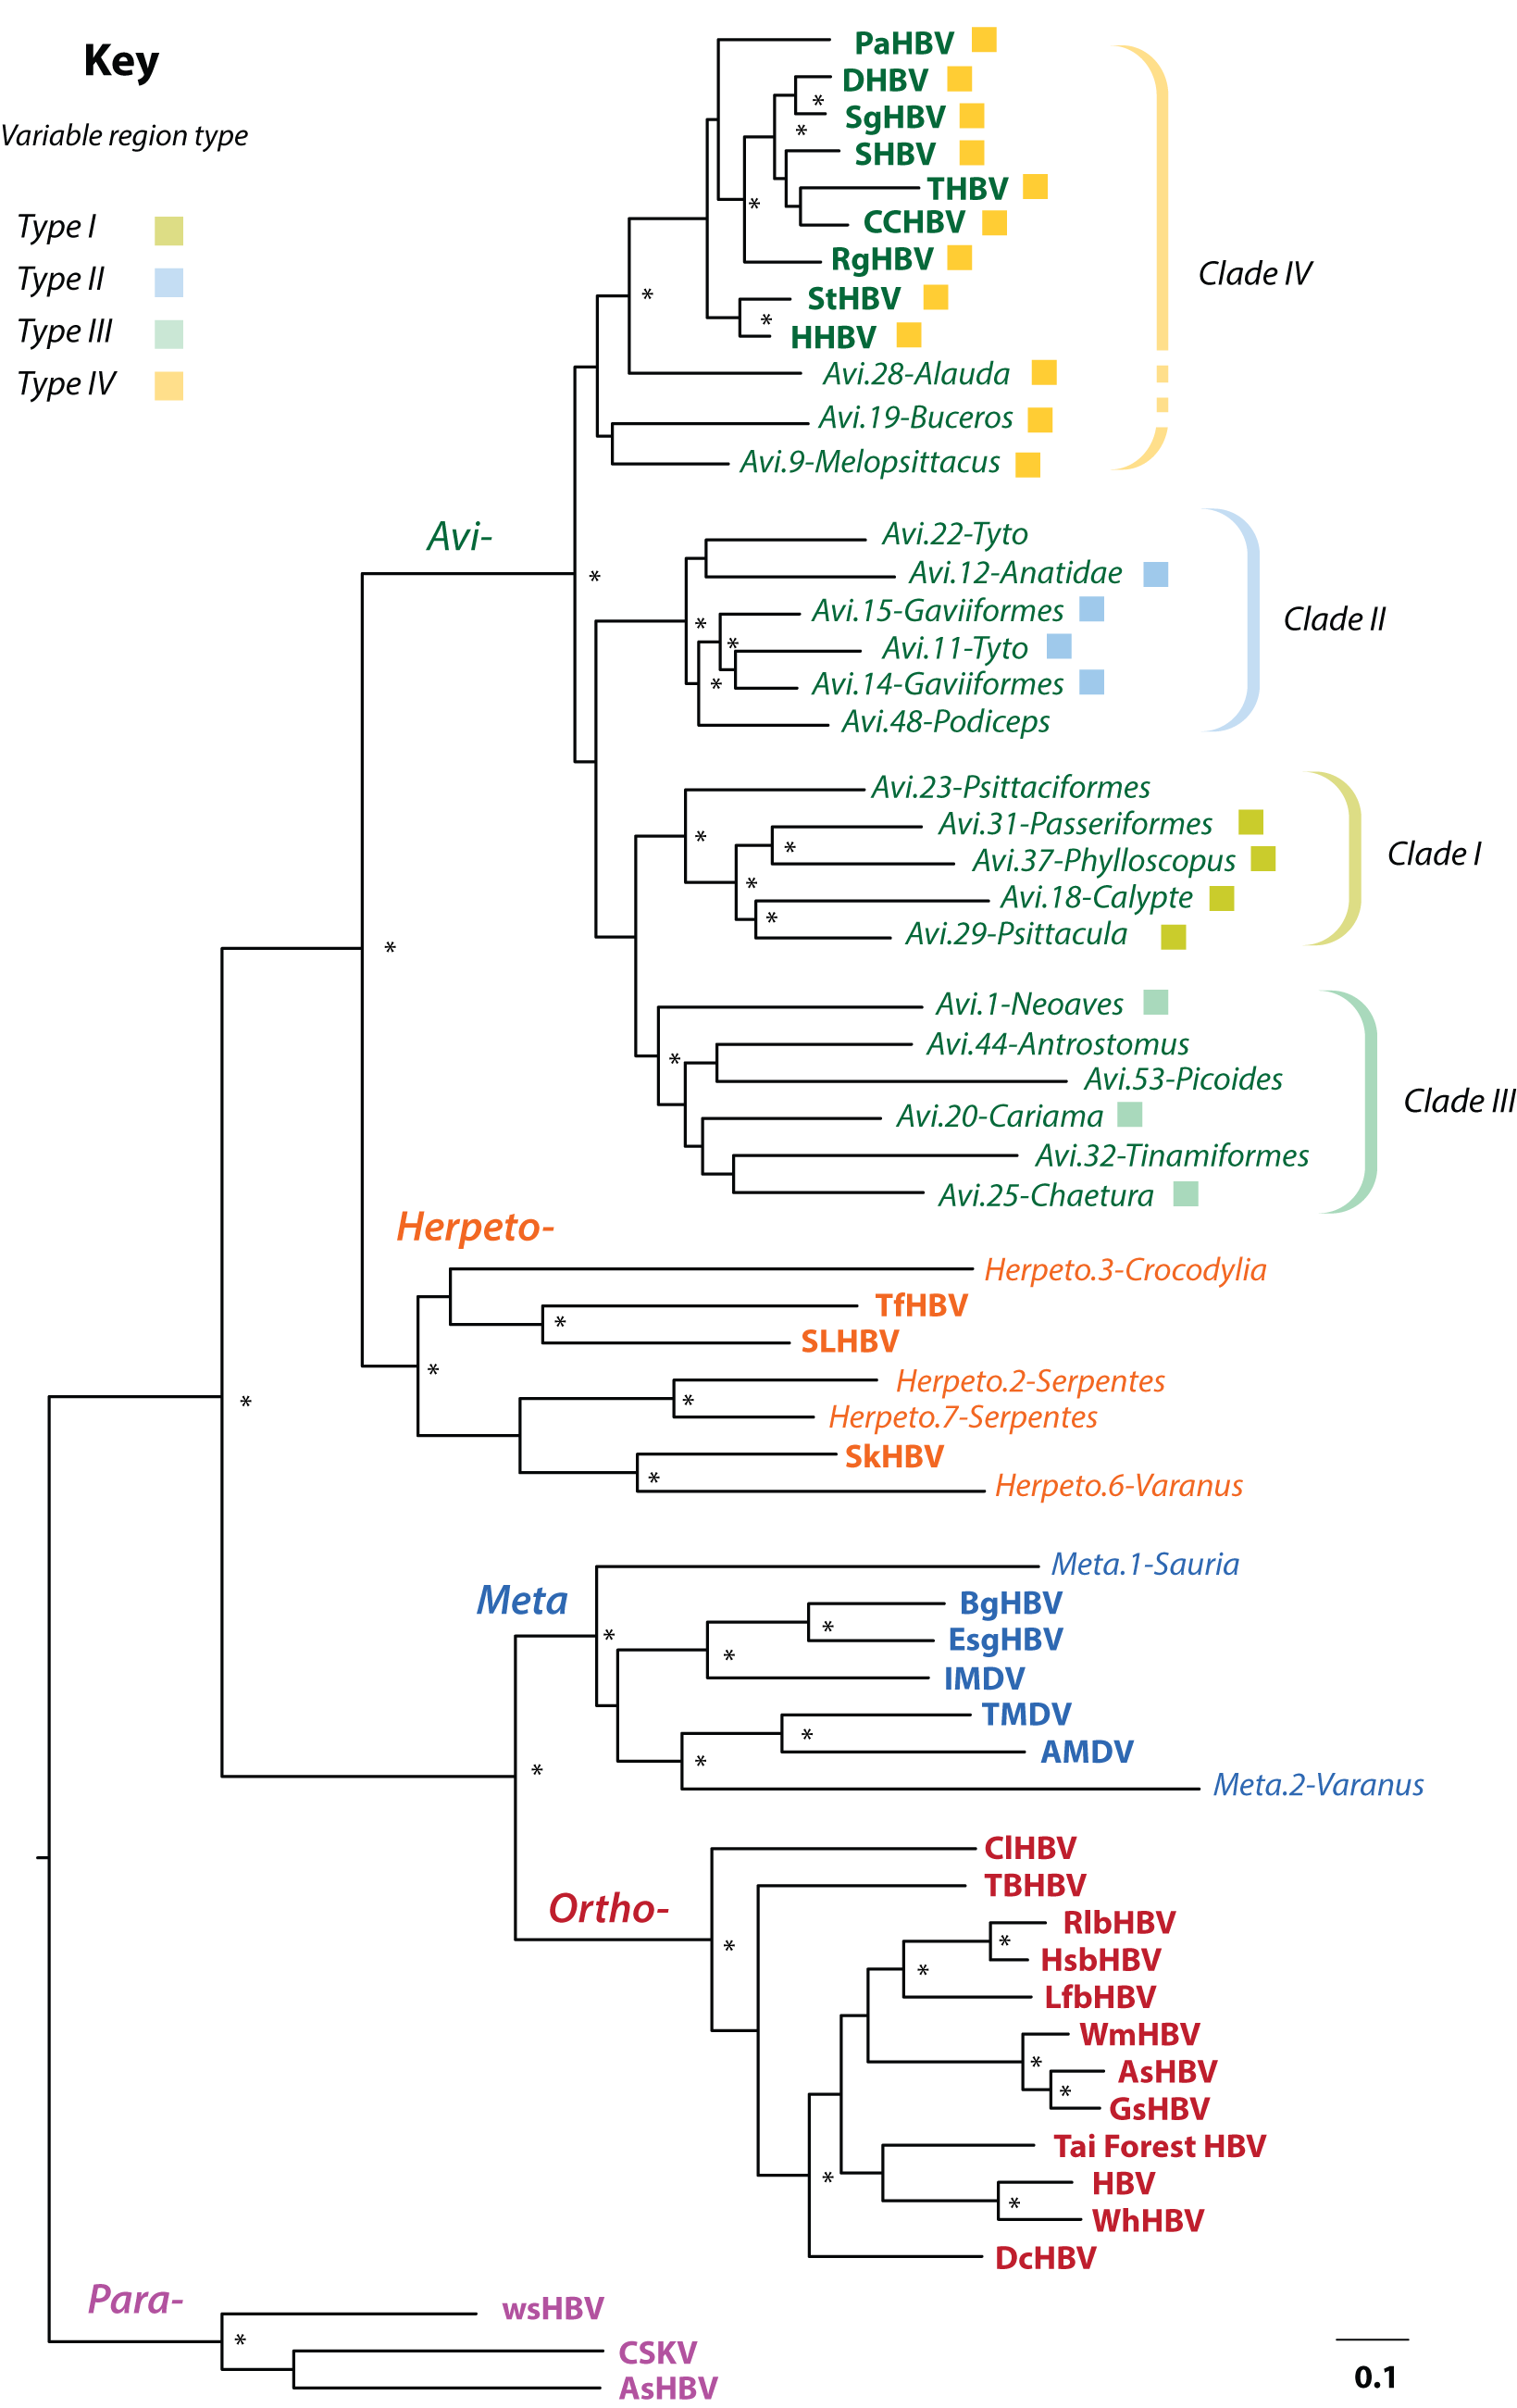 Key
Variable region type
Type I
Type II
Type III
Type IV
PaHBV
DHBV
*
SgHBV
*
SHBV
THBV
*
CCHBV
RgHBV
Clade IV
*
StHBV
*
HHBV
Avi.28-Alauda
Avi.19-Buceros
Avi.9-Melopsittacus
Avi-
*
Avi.22-Tyto
Avi.12-Anatidae
Avi.15-Gaviiformes
*
*
Avi.11-Tyto
*
Avi.14-Gaviiformes
Avi.48-Podiceps
Clade II
Avi.23-Psittaciformes
*
Avi.31-Passeriformes
*
Avi.37-Phylloscopus
*
Avi.18-Calypte
*
Avi.29-Psittacula
Clade I
*
Avi.1-Neoaves
Avi.44-Antrostomus
*
Avi.53-Picoides
Avi.20-Cariama
Avi.32-Tinamiformes
Avi.25-Chaetura
Clade III
Herpeto-
Herpeto.3-Crocodylia
TfHBV
*
SLHBV
*
Herpeto.2-Serpentes
*
Herpeto.7-Serpentes
*
SkHBV
*
Herpeto.6-Varanus
Meta
Meta.1-Sauria
*
BgHBV
*
EsgHBV
*
IMDV
TMDV
*
AMDV
*
*
Meta.2-Varanus
Ortho-
ClHBV
TBHBV
*
RlbHBV
*
HsbHBV
*
LfbHBV
WmHBV
*
AsHBV
*
GsHBV
Tai Forest HBV
*
HBV
*
WhHBV
DcHBV
Para-
wsHBV
*
CSKV
AsHBV
0.1